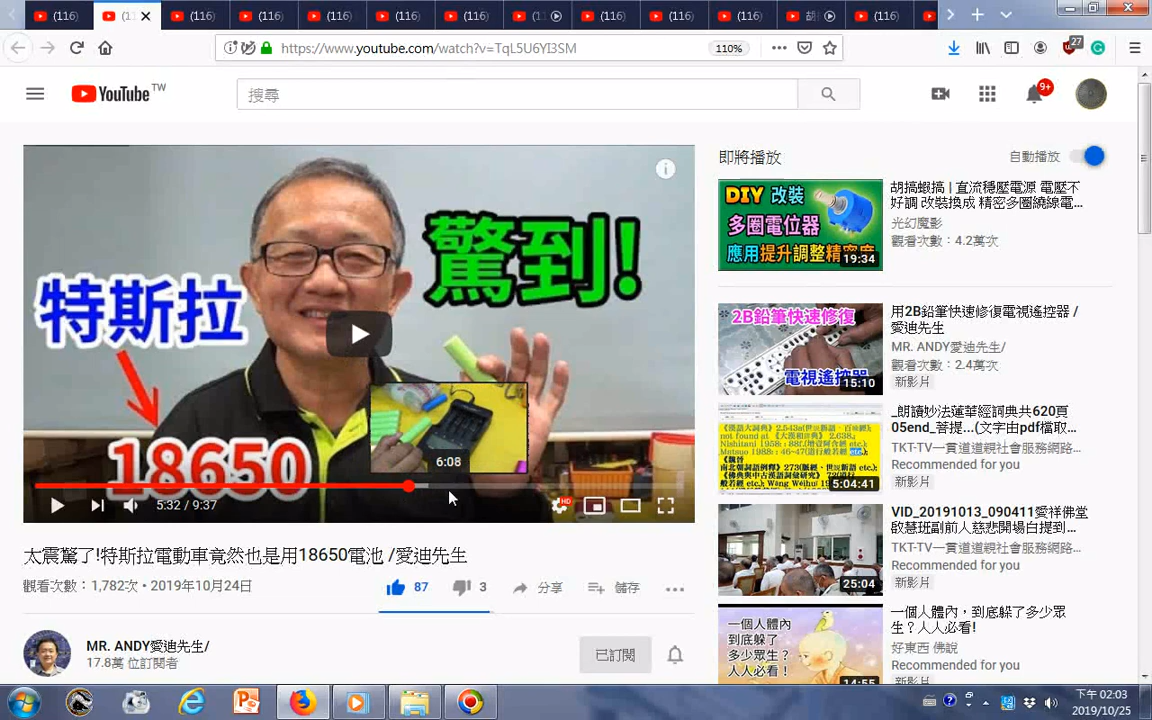 (116)
(1
(116)
(116)
(116)
(116)
(116)
(11
(116)
(116)
(116)
胡
(116)
https://www.youtube.com/watch?v=TqL5U6YI3SM
110%
27
YouTube TW
搜尋
9+
特斯拉
驚到!
18650
6:08
5:32 / 9:37
HD
太震驚了!特斯拉電動車竟然也是用18650電池 /愛迪先生
觀看次數：1,782次 • 2019年10月24日
87
3
分享
儲存
MR. ANDY愛迪先生/
17.8萬 位訂閱者
已訂閱
即將播放
自動播放
DIY 改裝
多圈電位器
應用提升調整精密度
19:34
胡搞蝦搞 | 直流穩壓電源 電壓不
好調 改裝換成 精密多圈繞線電...
光幻魔影
觀看次數：4.2萬次
2B鉛筆快速修復
電視遙控器
15:10
用2B鉛筆快速修復電視遙控器 /
愛迪先生
MR. ANDY愛迪先生/
觀看次數：2.4萬次
新影片
5:04:41
_朗讀妙法蓮華經詞典共620頁
05end_菩提...(文字由pdf檔取...
TKT-TV一貫道道親社會服務網路...
Recommended for you
新影片
25:04
VID_20191013_090411愛祥佛堂
啟慧班副前人慈悲開場白提到...
TKT-TV一貫道道親社會服務網路...
Recommended for you
新影片
一個人體內
到底躲了
多少眾生？
人人必看！
14:55
一個人體內，到底躲了多少眾
生？人人必看!
好東西 佛說
Recommended for you
新影片
下午 02:03
2019/10/25